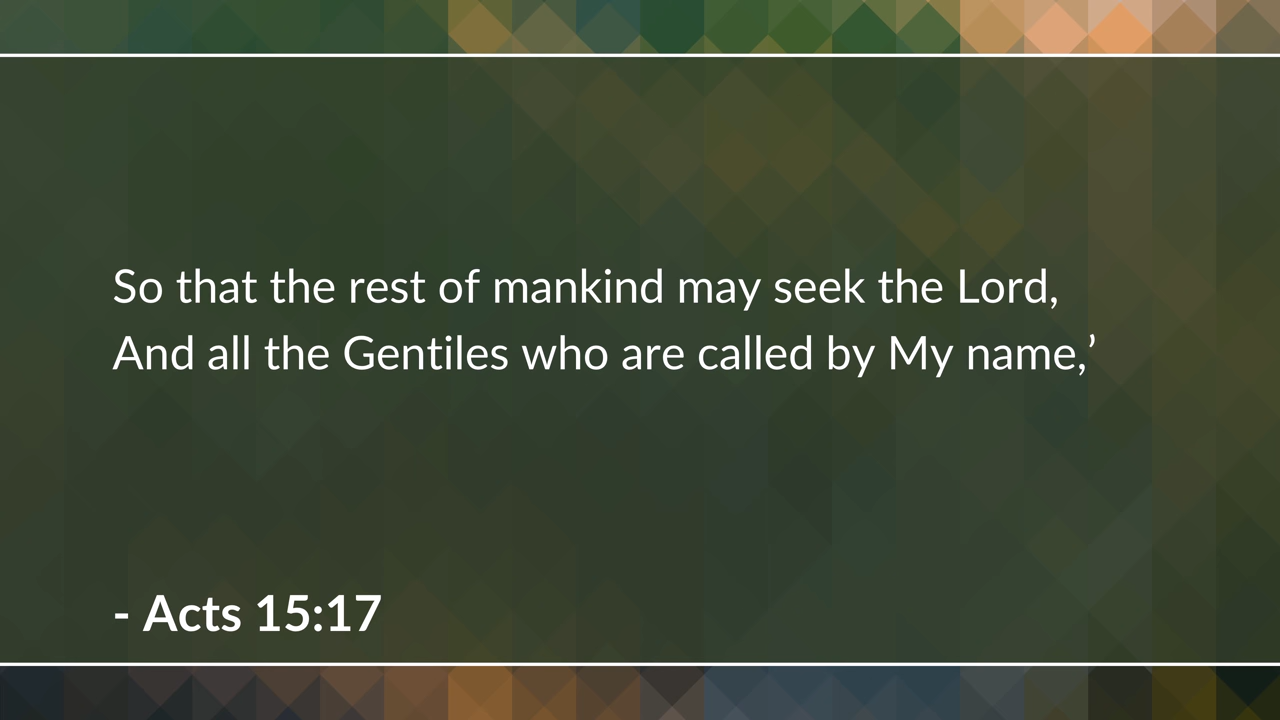 So that the rest of mankind may seek the Lord,
And all the Gentiles who are called by My name,’
- Acts 15:17